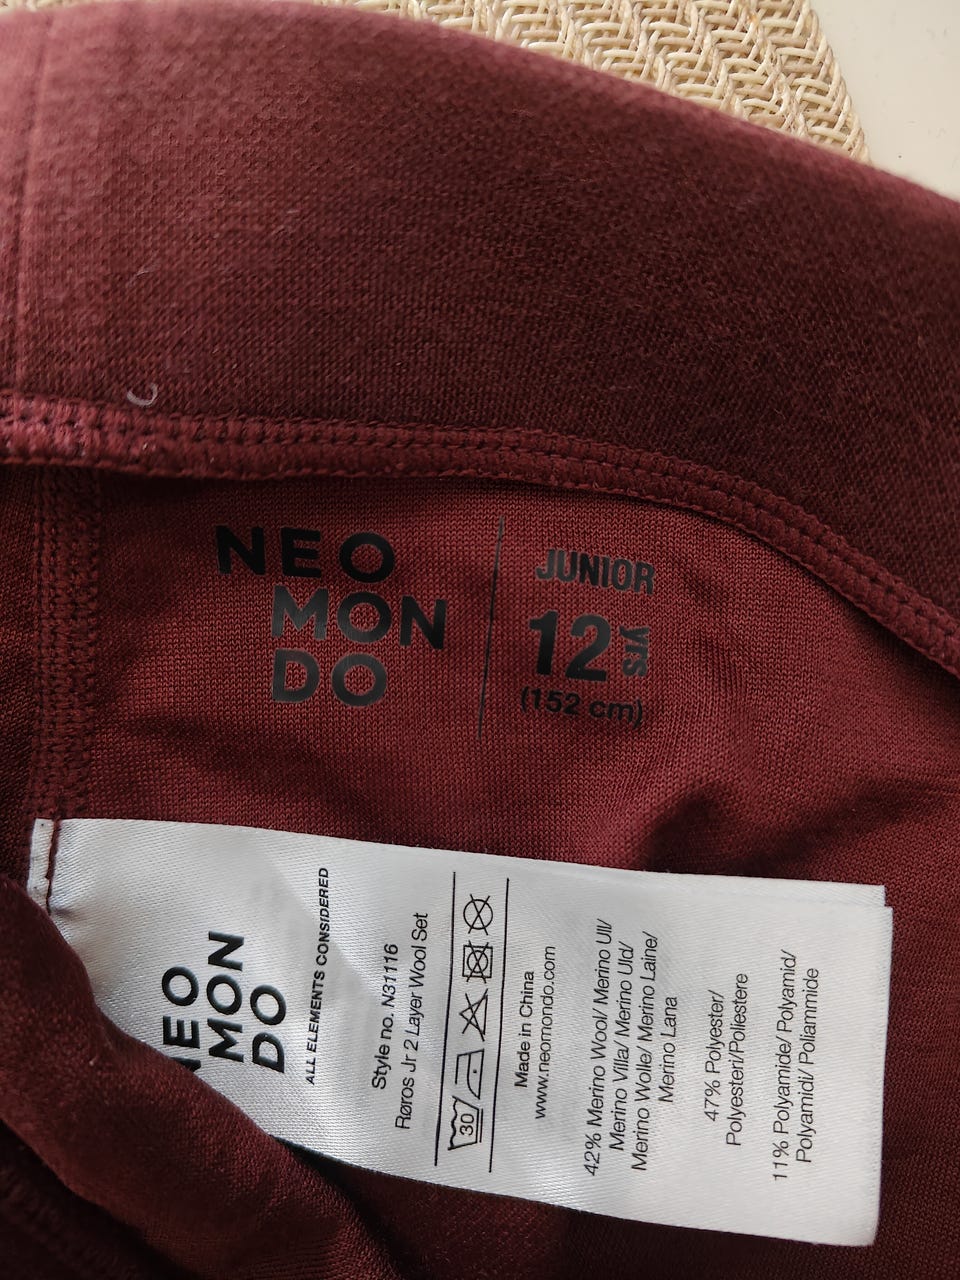 NEO
MON
DO
JUNIOR
12 YRS
(152 cm)
NEO
MON
DO
ALL ELEMENTS CONSIDERED
Style no. N31116
Røros Jr 2 Layer Wool Set
30
Made in China
www.neomondo.com
42% Merino Wool/ Merino Ull/
Merino Villa/ Merino Uld/
Merino Wolle/ Merino Laine/
Merino Lana
47% Polyester/
Polyesteri/Poliestere
11% Polyamide/ Polyamid/
Polyamidi/ Poliammide